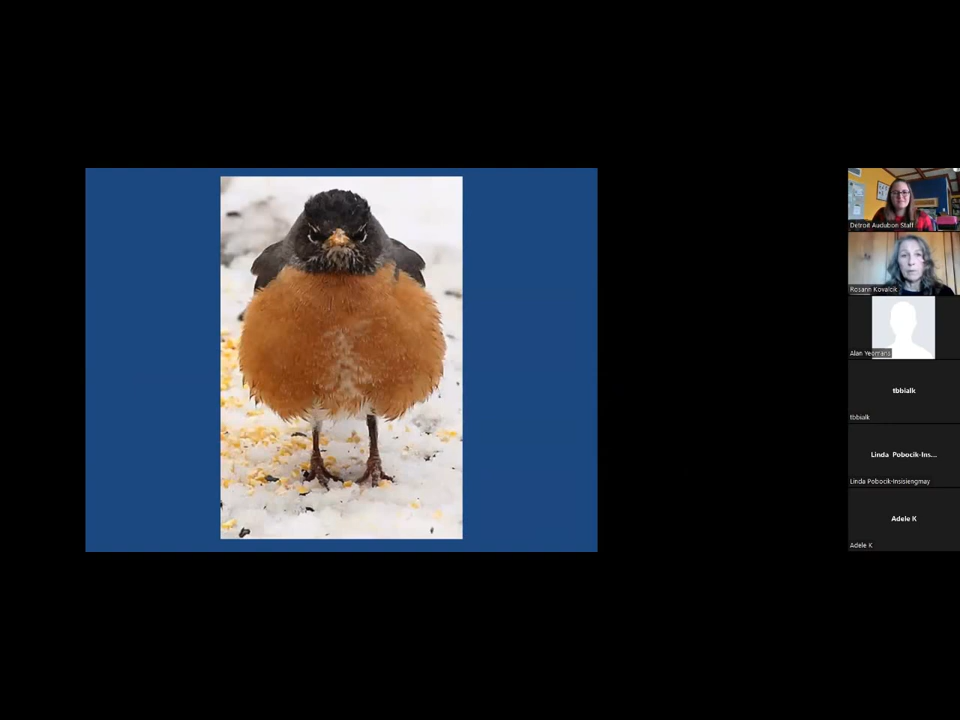 Detroit Audubon Staff
Rosann Kovalcik
Alan Yeomans
tbbialk
tbbialk
Linda Pobocik-Ins...
Linda Pobocik-Insisiengmay
Adele K
Adele K